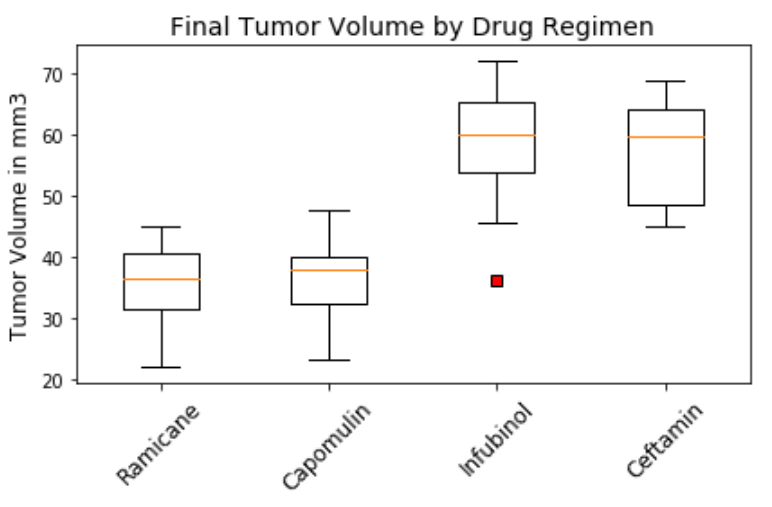 Final Tumor Volume by Drug Regimen
Tumor Volume in mm3
70
60
50
40
30
20
Ramicane
Capomulin
Infubinol
Ceftamin